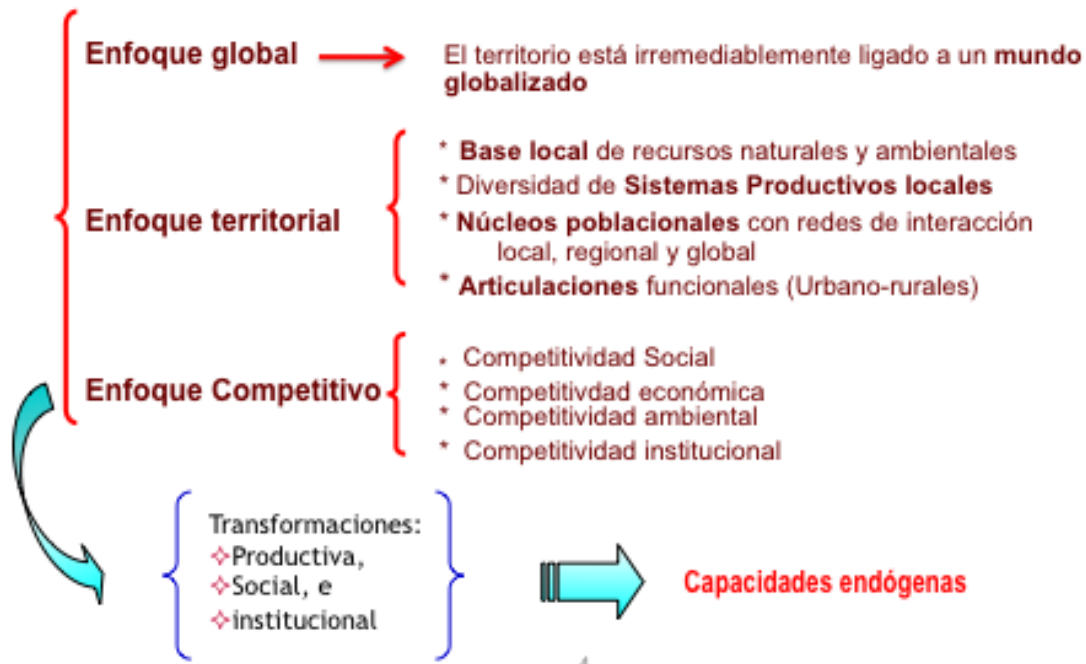 Enfoque global
El territorio está irremediablemente ligado a un mundo
globalizado
Enfoque territorial
* Base local de recursos naturales y ambientales
* Diversidad de Sistemas Productivos locales
* Núcleos poblacionales con redes de interacción
local, regional y global
* Articulaciones funcionales (Urbano-rurales)
Enfoque Competitivo
* Competitividad Social
* Competitivdad económica
* Competitividad ambiental
* Competitividad institucional
Transformaciones:
✧Productiva,
✧Social, e
✧institucional
Capacidades endógenas